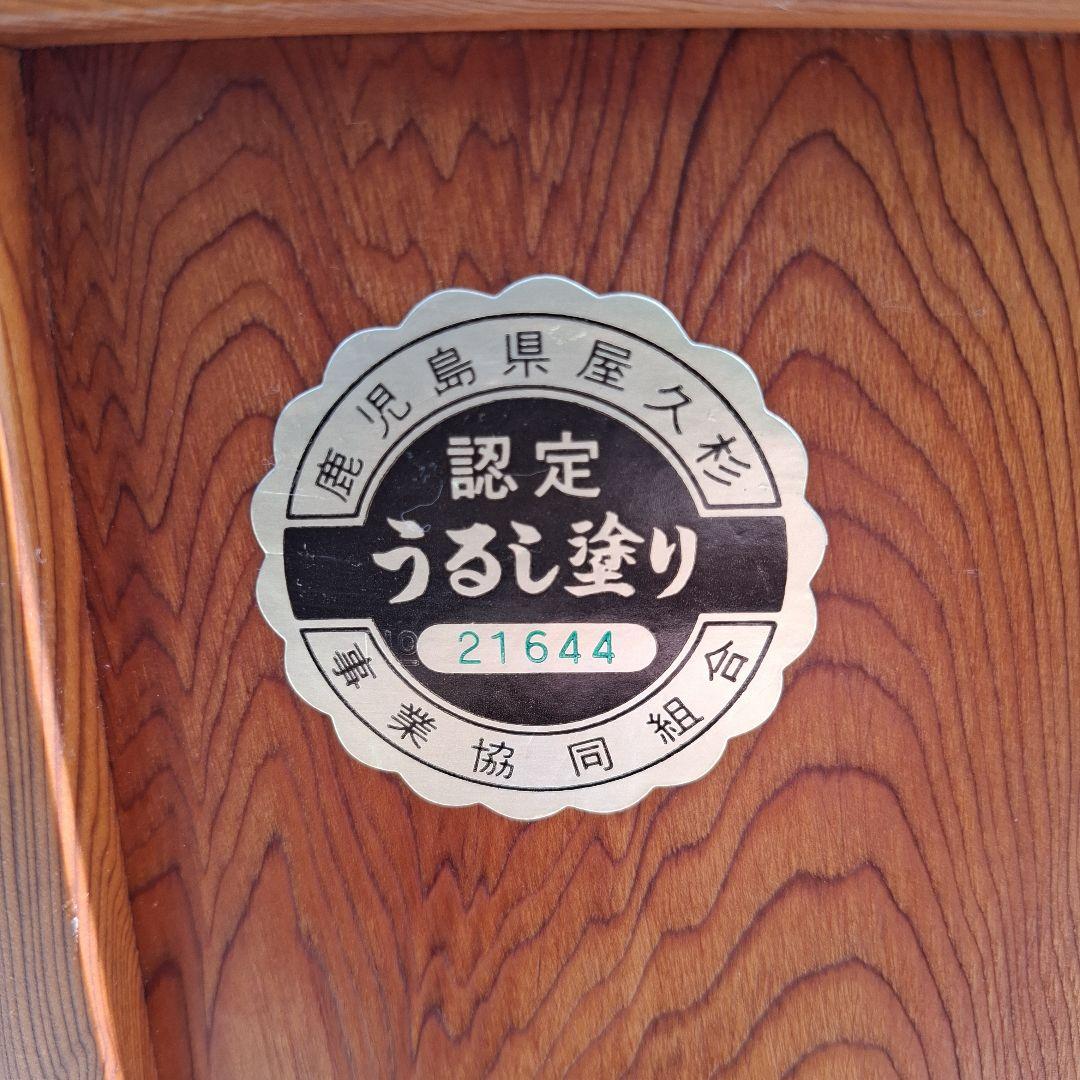 鹿児島県屋久杉
認定
うるし塗り
21644
事業協同組合